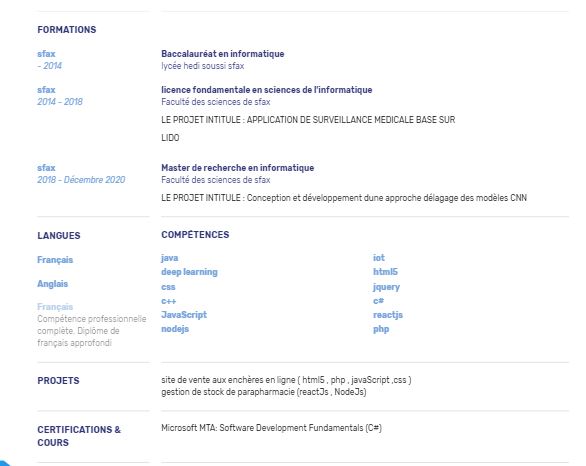 FORMATIONS
sfax
- 2014
Baccalauréat en informatique
lycée hedi soussi sfax
sfax
2014 - 2018
licence fondamentale en sciences de l'informatique
Faculté des sciences de sfax
LE PROJET INTITULE : APPLICATION DE SURVEILLANCE MEDICALE BASE SUR
LIDO
sfax
2018 - Décembre 2020
Master de recherche en informatique
Faculté des sciences de sfax
LE PROJET INTITULE : Conception et développement dune approche délagage des modèles CNN
LANGUES
Français
Anglais
Français
Compétence professionnelle
complète, Diplôme de
français approfondi
COMPÉTENCES
java
deep learning
css
c++
JavaScript
nodejs
iot
html5
jquery
c#
reactjs
php
PROJETS
site de vente aux enchères en ligne ( html5 , php , javaScript ,css )
gestion de stock de parapharmacie (reactJs , NodeJs)
CERTIFICATIONS &
COURS
Microsoft MTA: Software Development Fundamentals (C#)